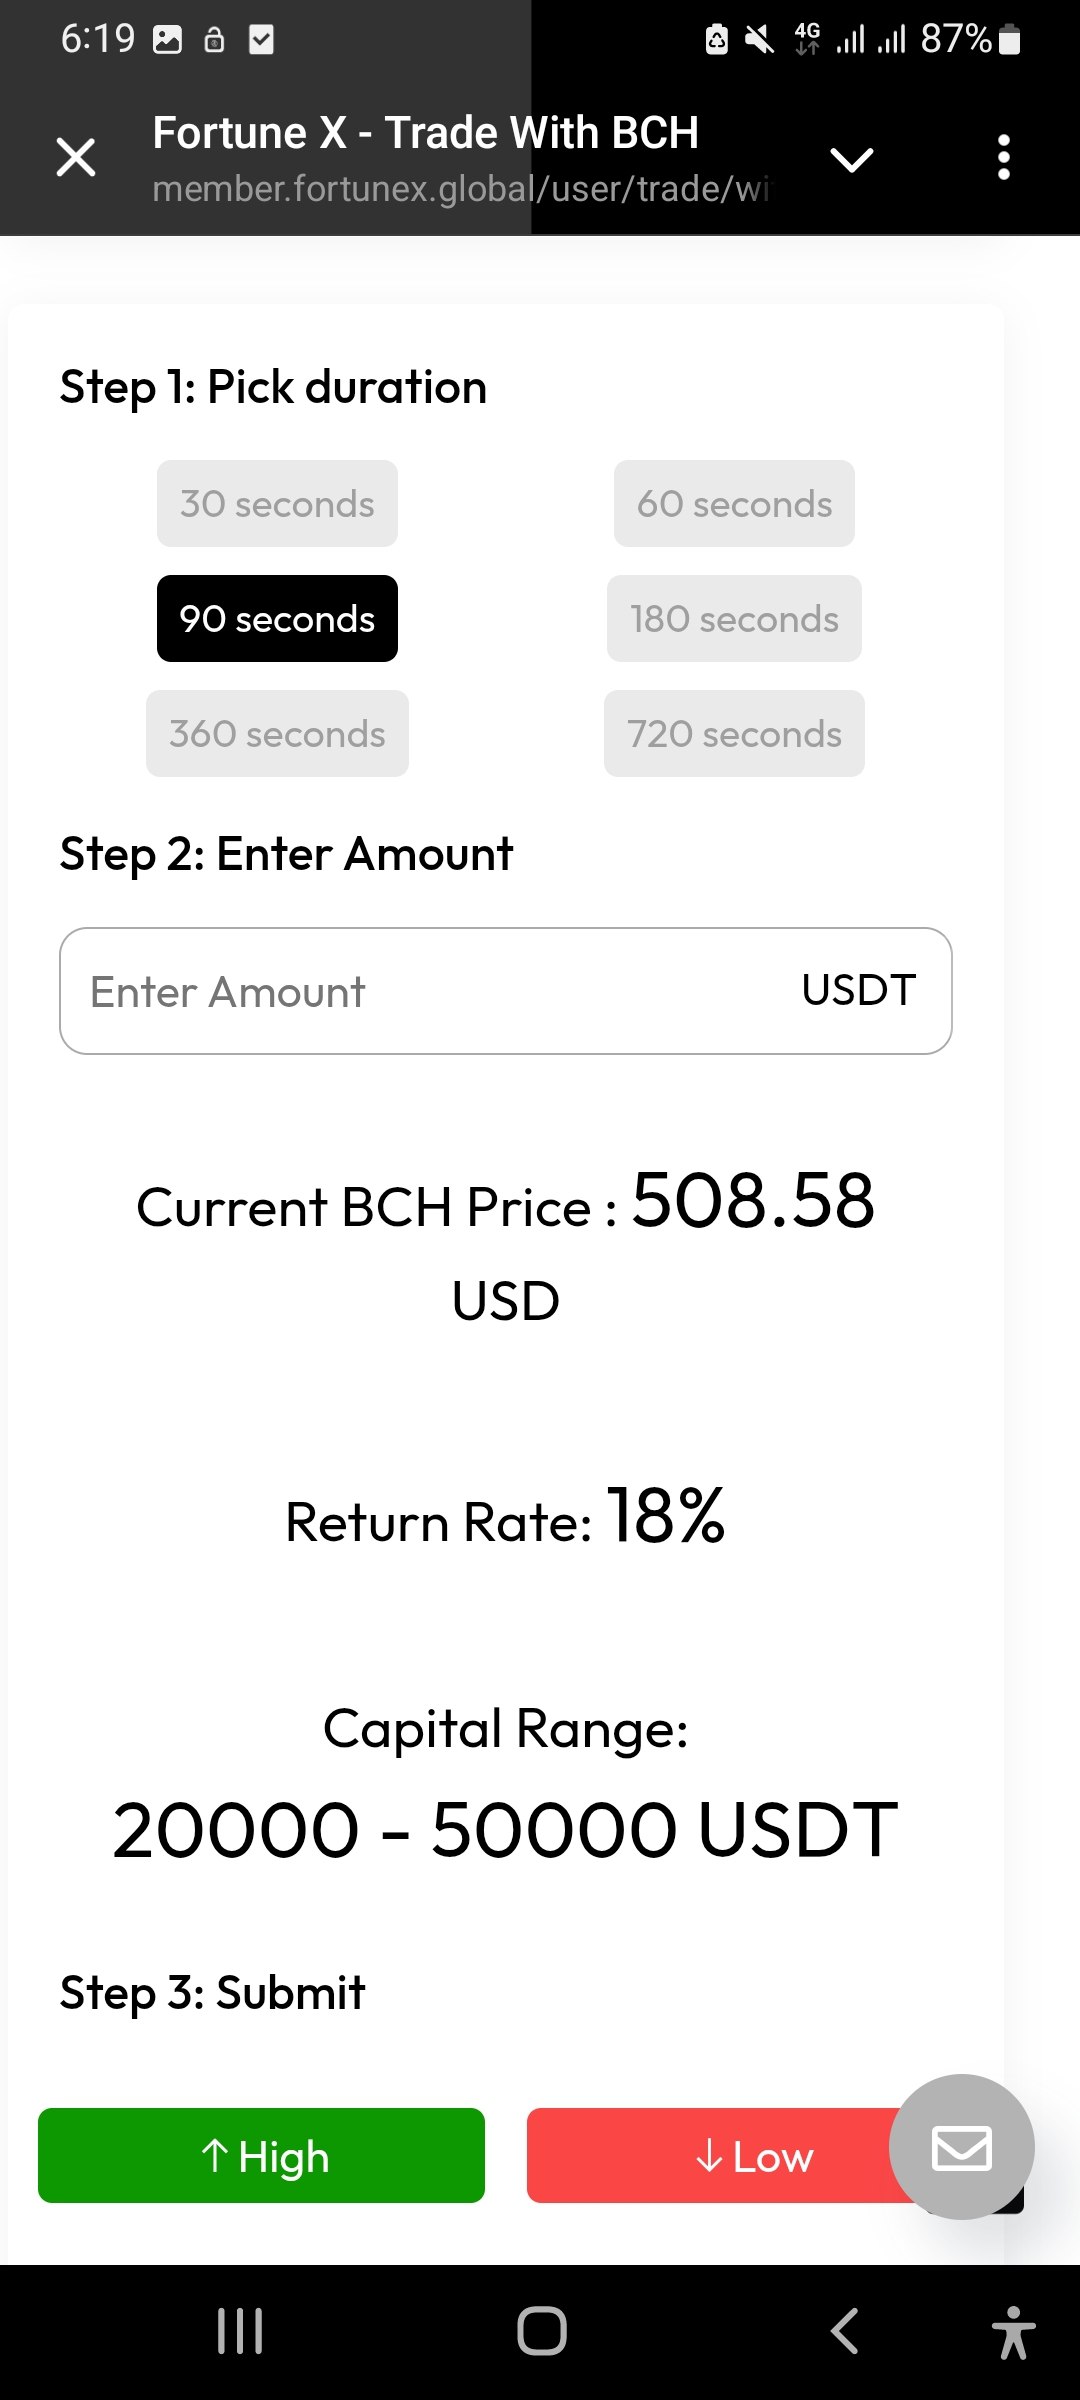 6:19
4G 87%
Fortune X - Trade With BCH
member.fortunex.global/user/trade/wi
Step 1: Pick duration
30 seconds 60 seconds
90 seconds 180 seconds
360 seconds 720 seconds
Step 2: Enter Amount
Enter Amount USDT
Current BCH Price : 508.58
USD
Return Rate: 18%
Capital Range:
20000 - 50000 USDT
Step 3: Submit
↑ High ↓ Low